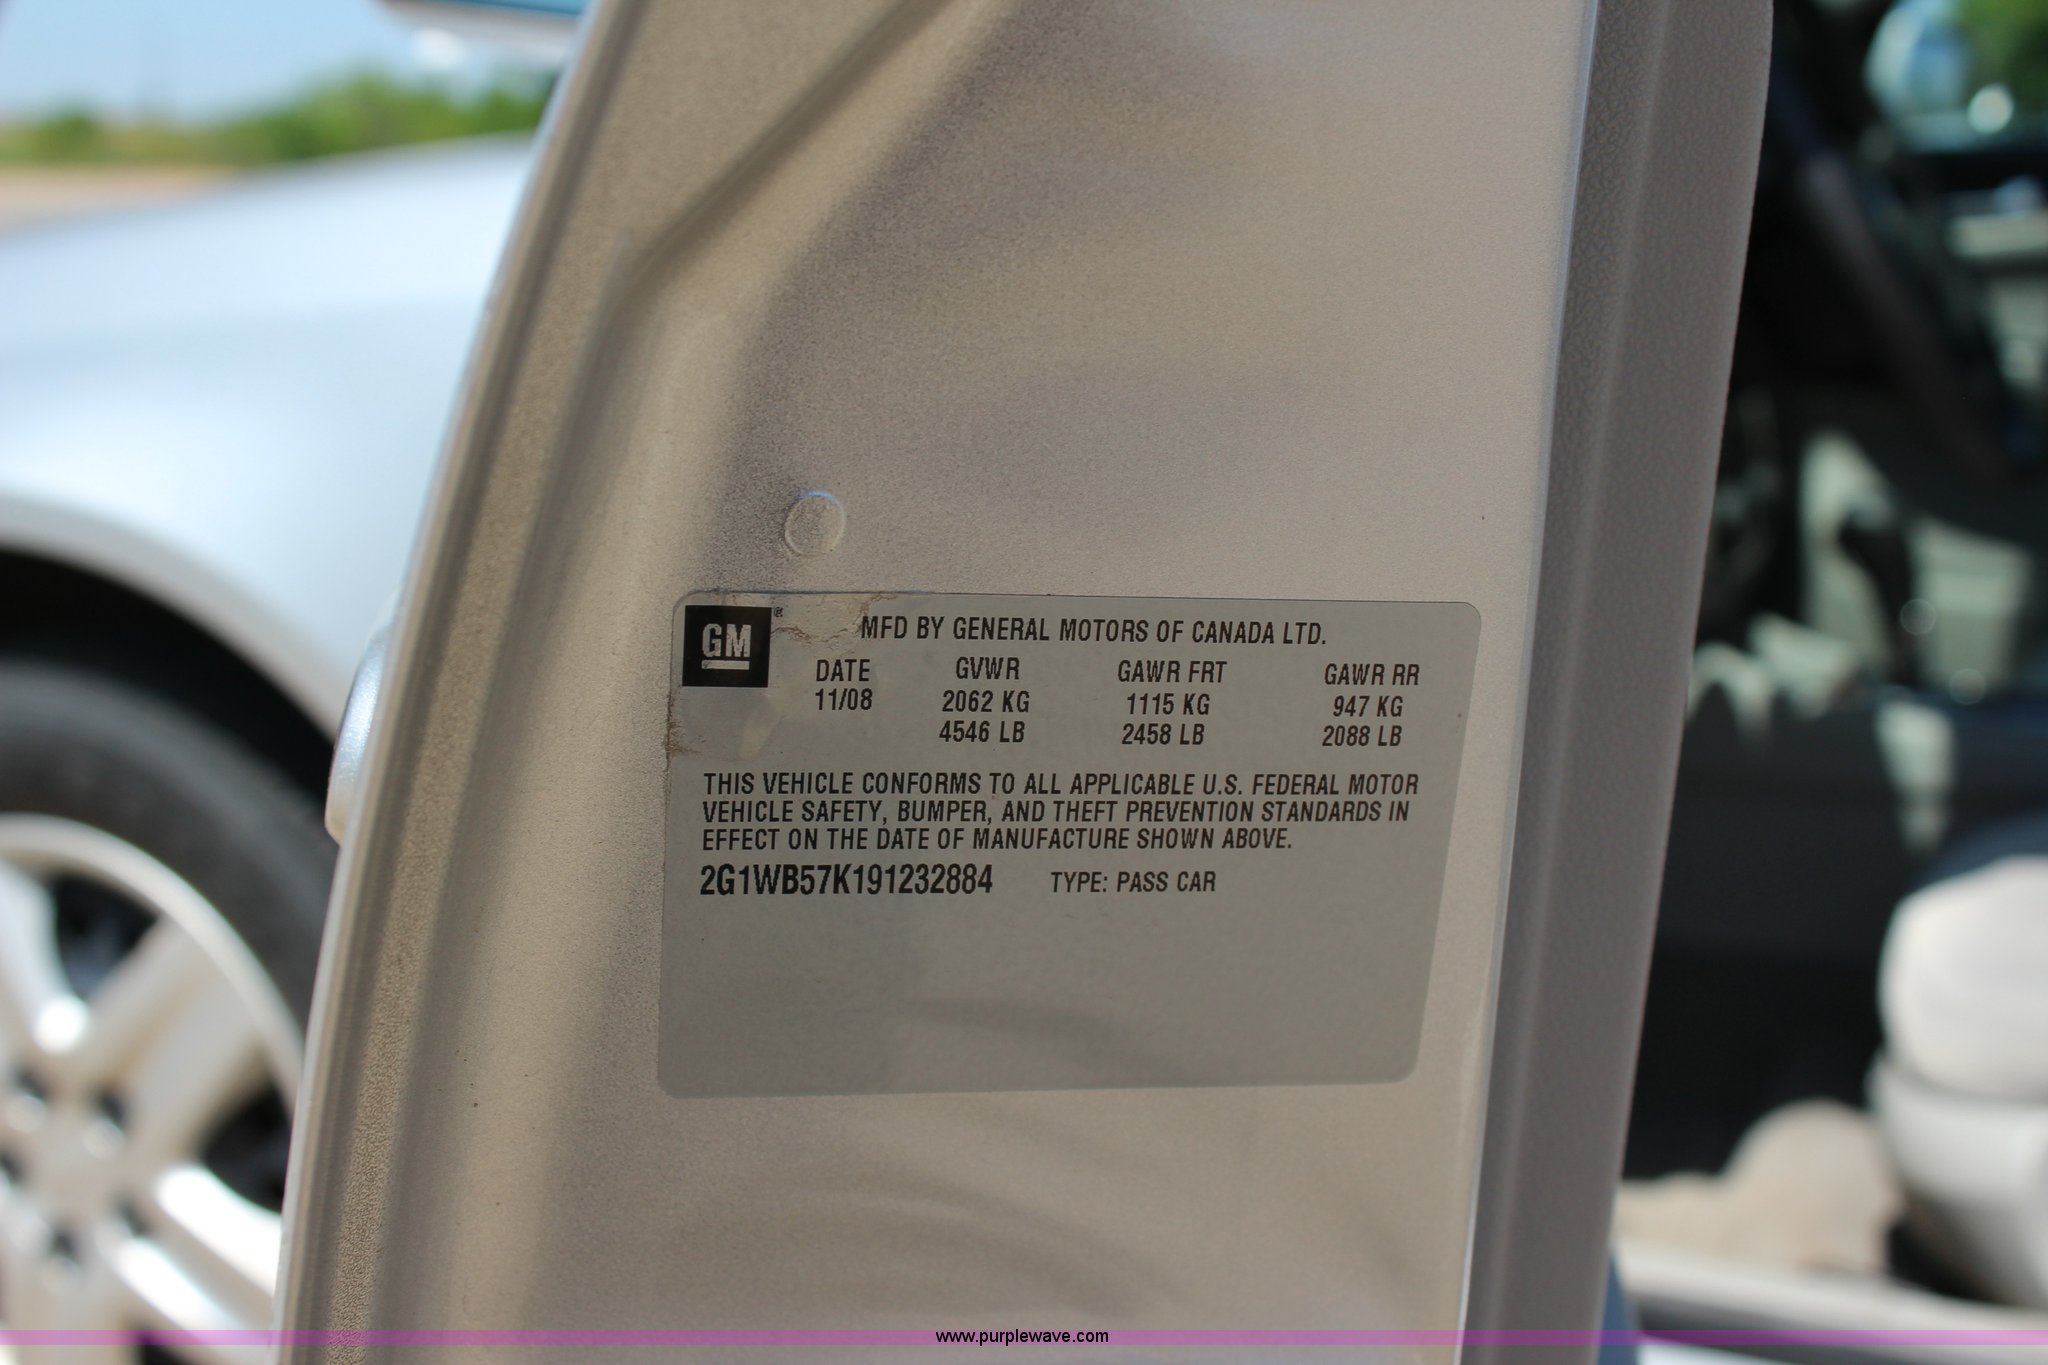 GM ®
MFD BY GENERAL MOTORS OF CANADA LTD.
DATE GVWR GAWR FRT GAWR RR
11/08 2062 KG 1115 KG 947 KG
4546 LB 2458 LB 2088 LB
THIS VEHICLE CONFORMS TO ALL APPLICABLE U.S. FEDERAL MOTOR
VEHICLE SAFETY, BUMPER, AND THEFT PREVENTION STANDARDS IN
EFFECT ON THE DATE OF MANUFACTURE SHOWN ABOVE.
2G1WB57K191232884 TYPE: PASS CAR
www.purplewave.com